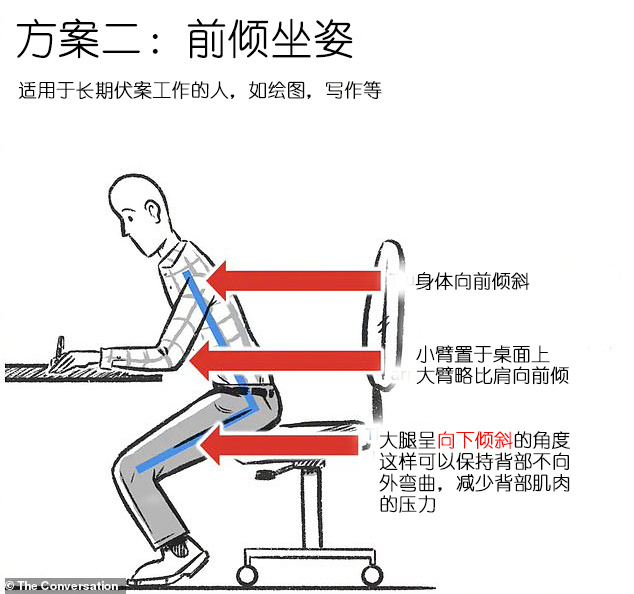 方案二：前倾坐姿
适用于长期伏案工作的人，如绘图，写作等
身体向前倾斜
小臂置于桌面上
大臂略比肩向前倾
大腿呈向下倾斜的角度
这样可以保持背部不向
外弯曲，减少背部肌肉
的压力
© The Conversation